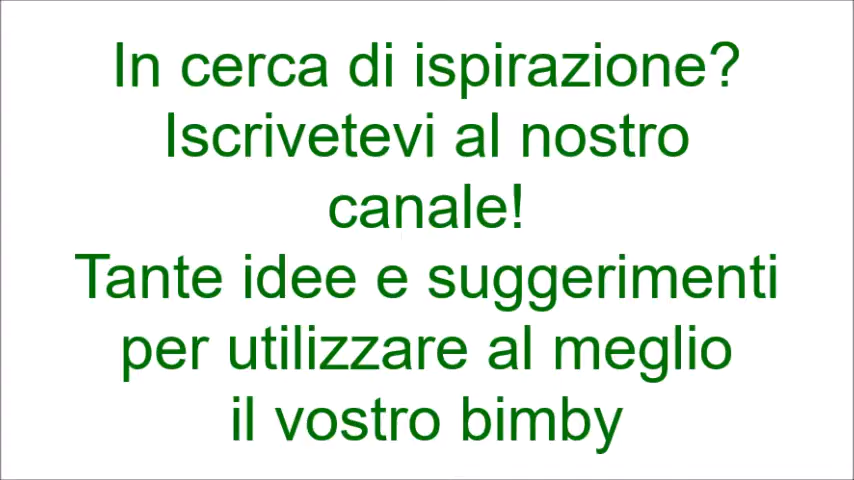 In cerca di ispirazione?
Iscrivetevi al nostro
canale!
Tante idee e suggerimenti
per utilizzare al meglio
il vostro bimby